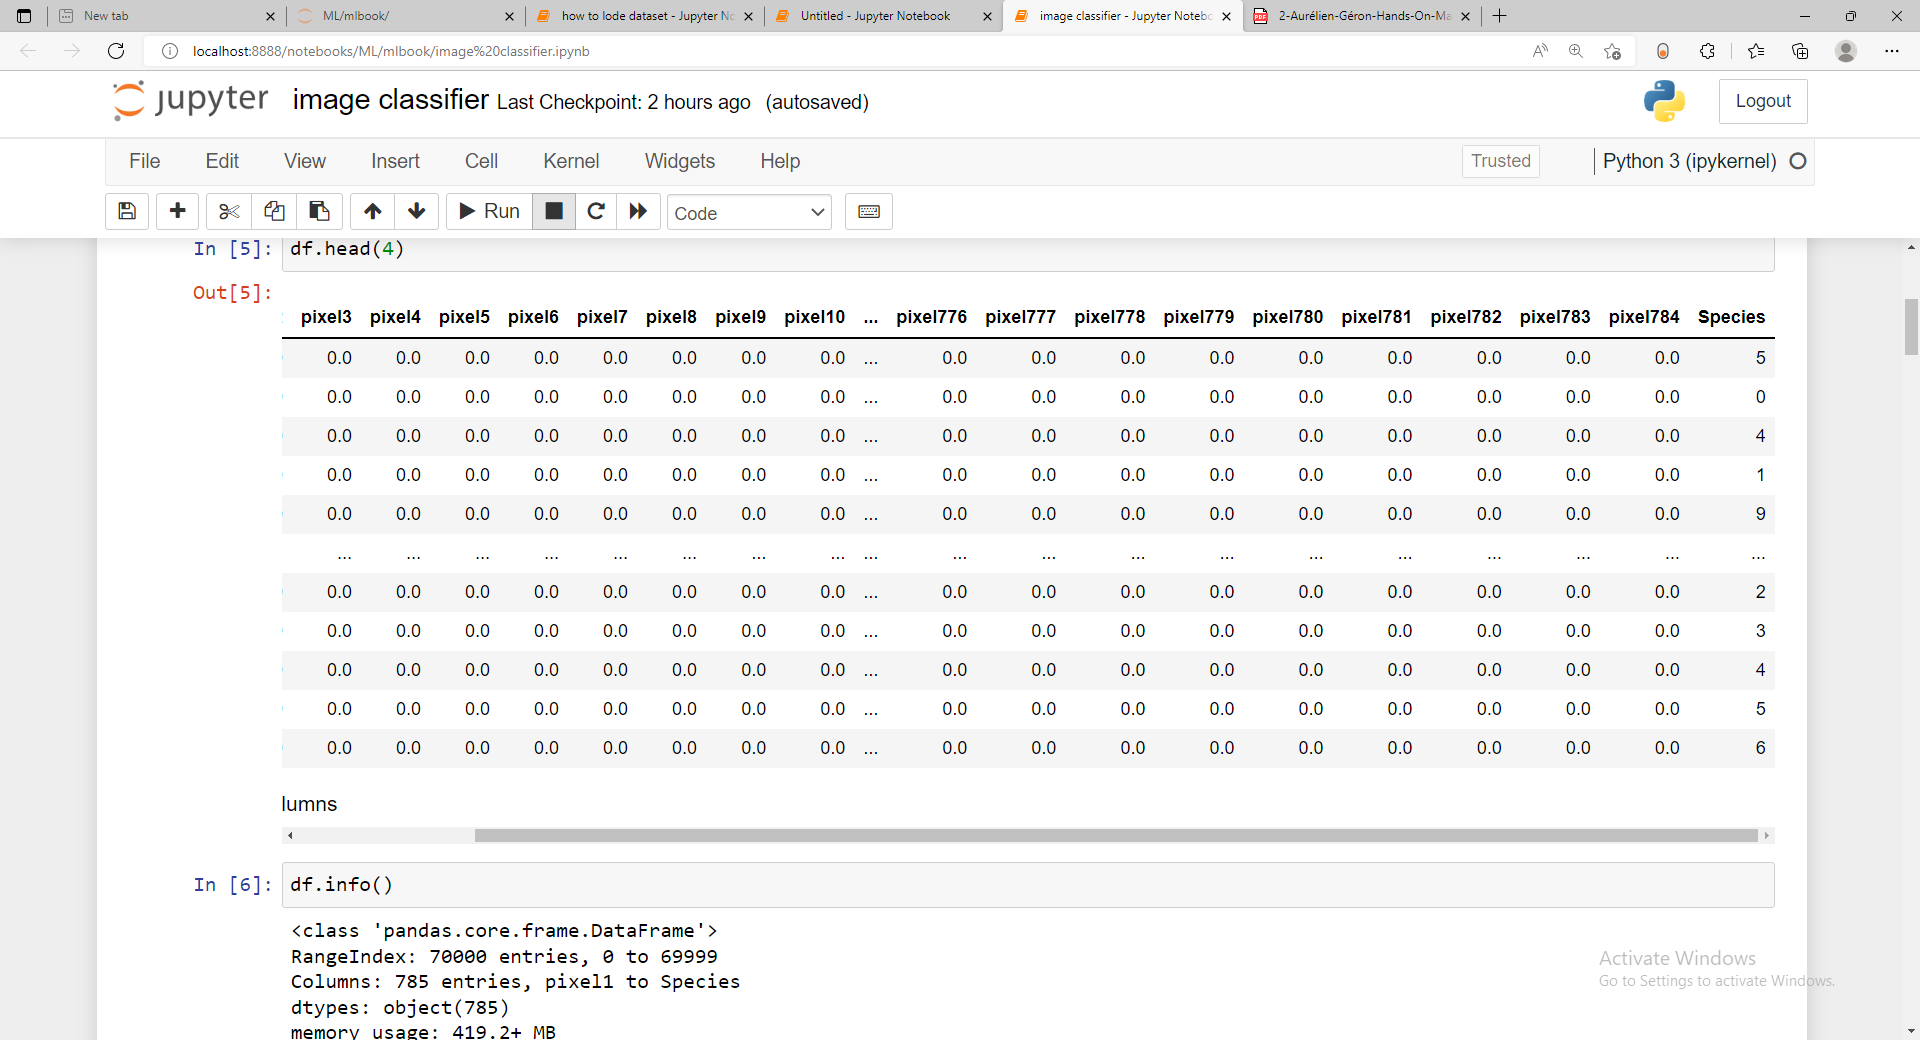 New tab
ML/mlbook/
how to lode dataset - Jupyter No
Untitled - Jupyter Notebook
image classifier - Jupyter Notebo
2-Aurélien-Géron-Hands-On-Ma
localhost:8888/notebooks/ML/mlbook/image%20classifier.ipynb
jupyter image classifier Last Checkpoint: 2 hours ago (autosaved)
Logout
File Edit View Insert Cell Kernel Widgets Help
Trusted
Python 3 (ipykernel)
Run
Code
In [5]: df.head(4)
Out[5]:
pixel3 pixel4 pixel5 pixel6 pixel7 pixel8 pixel9 pixel10 ... pixel776 pixel777 pixel778 pixel779 pixel780 pixel781 pixel782 pixel783 pixel784 Species
0.0 0.0 0.0 0.0 0.0 0.0 0.0 0.0 ... 0.0 0.0 0.0 0.0 0.0 0.0 0.0 0.0 0.0 5
0.0 0.0 0.0 0.0 0.0 0.0 0.0 0.0 ... 0.0 0.0 0.0 0.0 0.0 0.0 0.0 0.0 0.0 0
0.0 0.0 0.0 0.0 0.0 0.0 0.0 0.0 ... 0.0 0.0 0.0 0.0 0.0 0.0 0.0 0.0 0.0 4
0.0 0.0 0.0 0.0 0.0 0.0 0.0 0.0 ... 0.0 0.0 0.0 0.0 0.0 0.0 0.0 0.0 0.0 1
0.0 0.0 0.0 0.0 0.0 0.0 0.0 0.0 ... 0.0 0.0 0.0 0.0 0.0 0.0 0.0 0.0 0.0 9
... ... ... ... ... ... ... ... ... ... ... ... ... ... ... ... ... ... ...
0.0 0.0 0.0 0.0 0.0 0.0 0.0 0.0 ... 0.0 0.0 0.0 0.0 0.0 0.0 0.0 0.0 0.0 2
0.0 0.0 0.0 0.0 0.0 0.0 0.0 0.0 ... 0.0 0.0 0.0 0.0 0.0 0.0 0.0 0.0 0.0 3
0.0 0.0 0.0 0.0 0.0 0.0 0.0 0.0 ... 0.0 0.0 0.0 0.0 0.0 0.0 0.0 0.0 0.0 4
0.0 0.0 0.0 0.0 0.0 0.0 0.0 0.0 ... 0.0 0.0 0.0 0.0 0.0 0.0 0.0 0.0 0.0 5
0.0 0.0 0.0 0.0 0.0 0.0 0.0 0.0 ... 0.0 0.0 0.0 0.0 0.0 0.0 0.0 0.0 0.0 6
lumns
In [6]: df.info()
<class 'pandas.core.frame.DataFrame'>
RangeIndex: 70000 entries, 0 to 69999
Columns: 785 entries, pixel1 to Species
dtypes: object(785)
memory usage: 419.2+ MB
Activate Windows
Go to Settings to activate Windows.